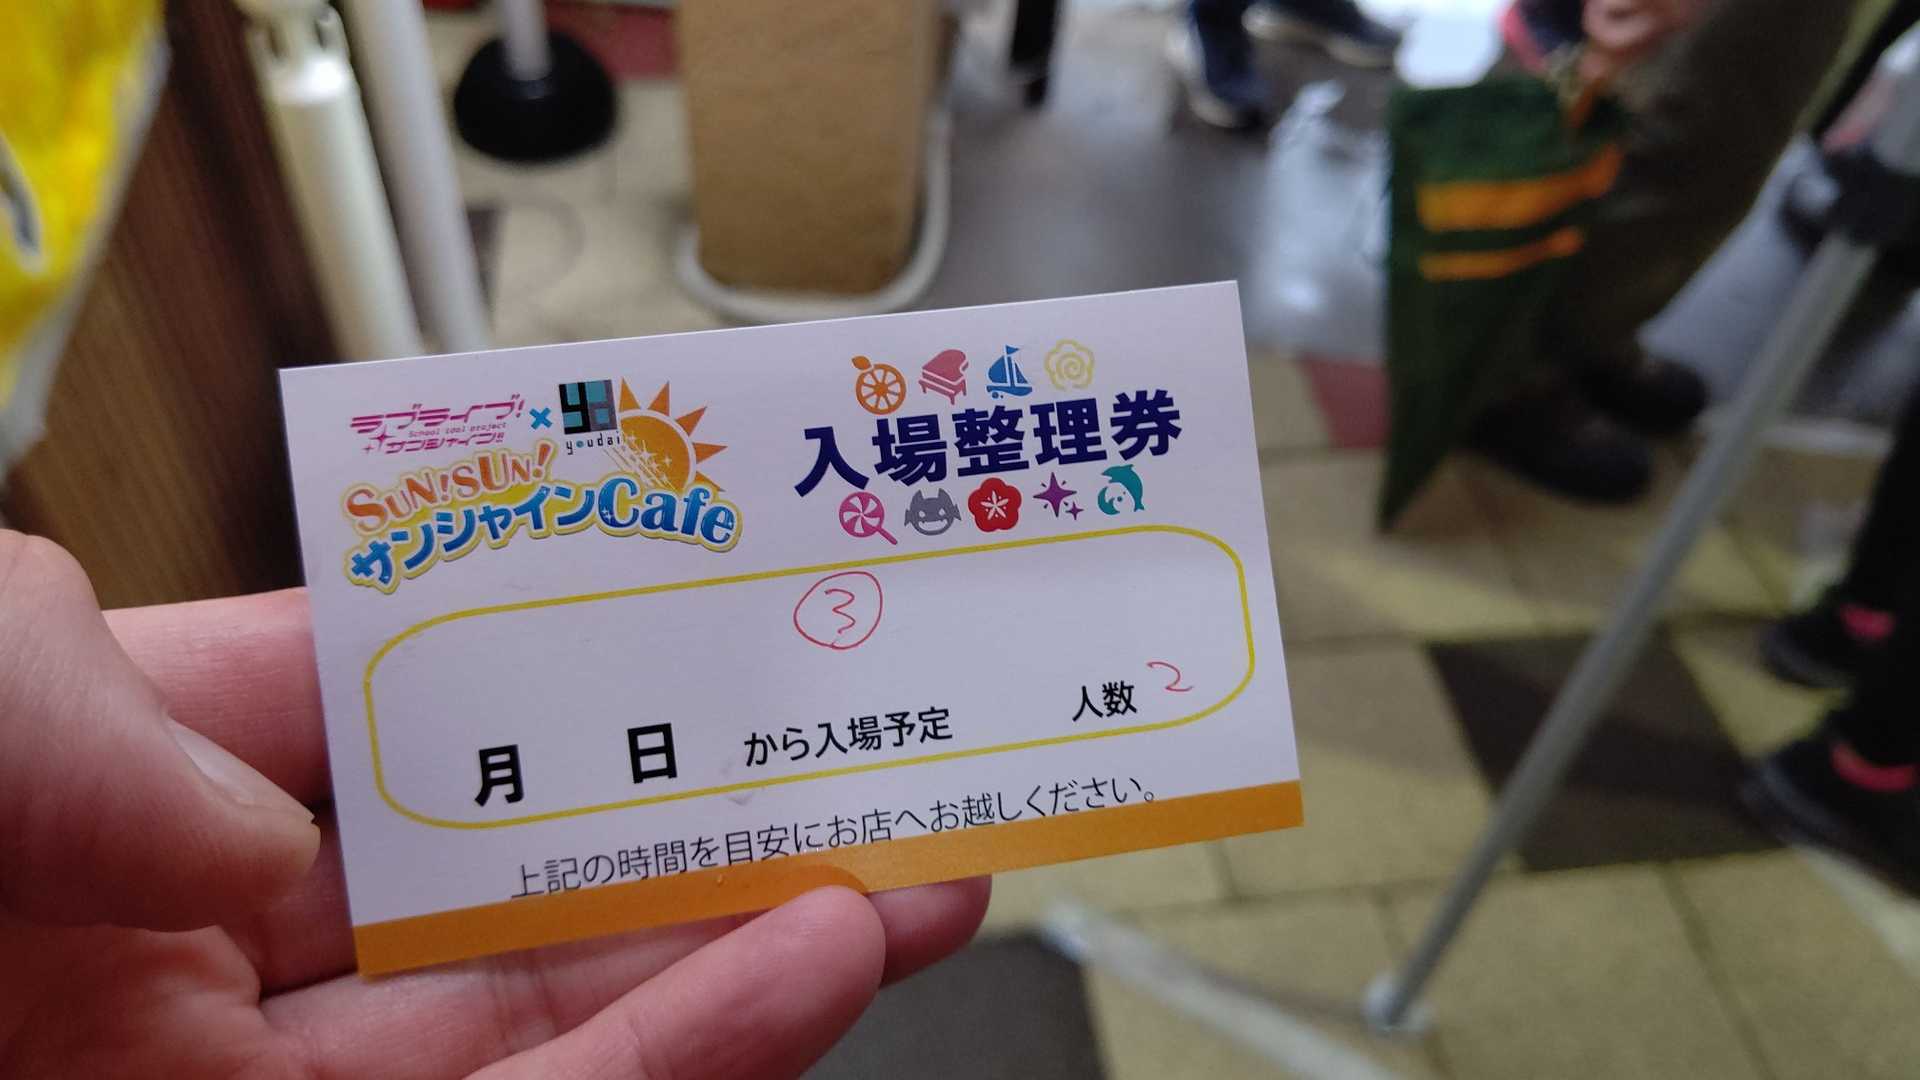 ラブライブ!
School idol project
サンシャイン!!
×
youdai
SUN!SUN!
サンシャインCafe
入場整理券
③
月 日 から入場予定 人数 2
上記の時間を目安にお店へお越しください。